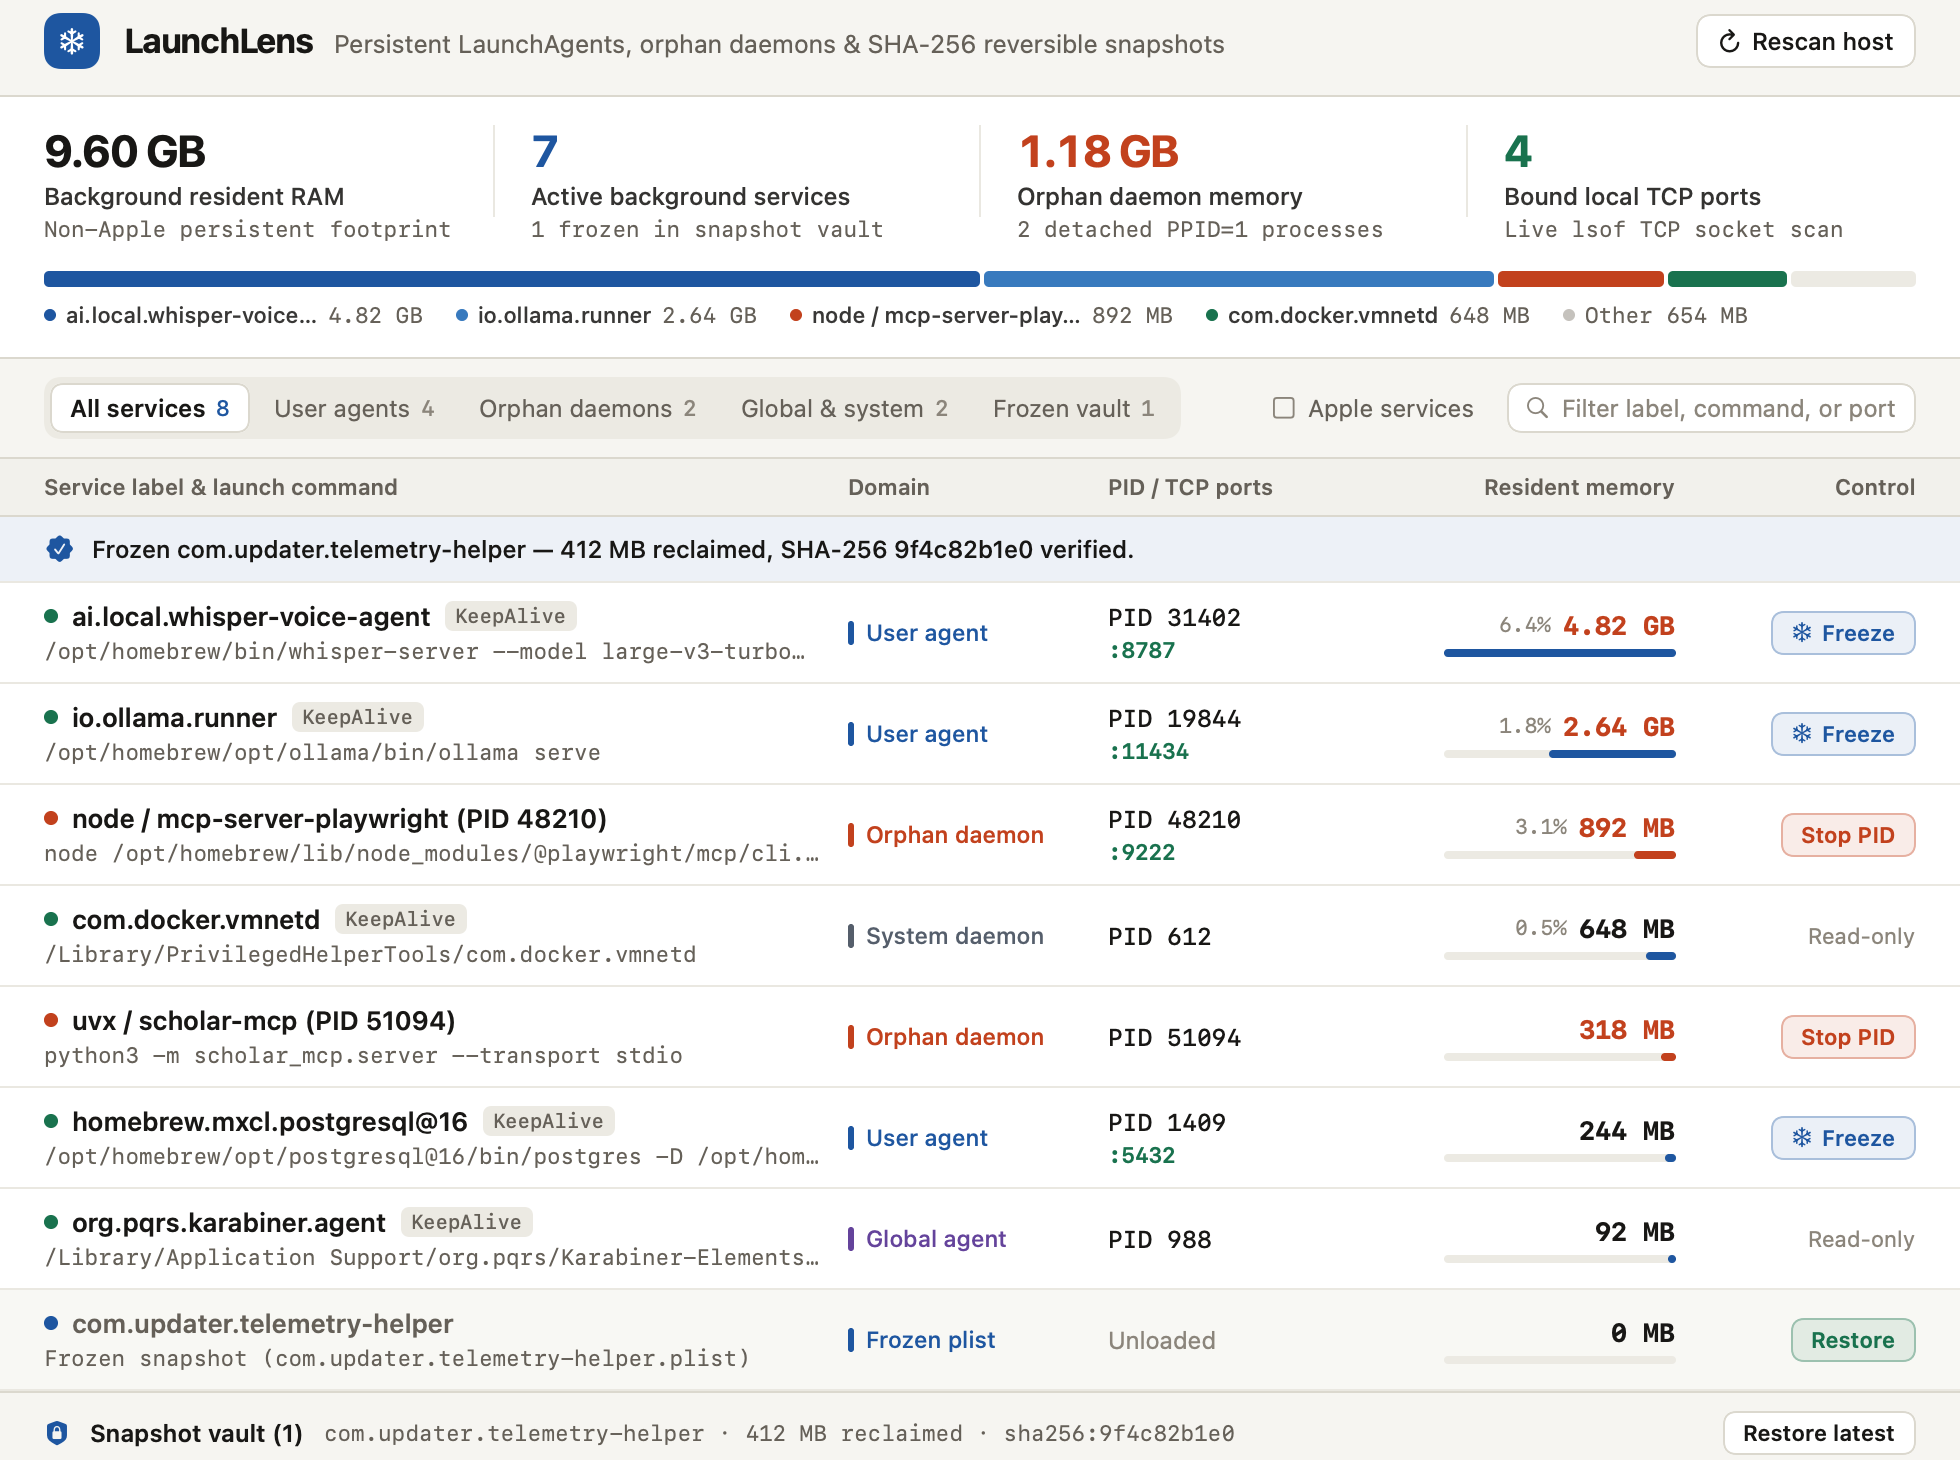 LaunchLens Persistent LaunchAgents, orphan daemons & SHA-256 reversible snapshots Rescan host
9.60 GB 7 1.18 GB 4
Background resident RAM Active background services Orphan daemon memory Bound local TCP ports
Non-Apple persistent footprint 1 frozen in snapshot vault 2 detached PPID=1 processes Live lsof TCP socket scan
ai.local.whisper-voice… 4.82 GB io.ollama.runner 2.64 GB node / mcp-server-play… 892 MB com.docker.vmnetd 648 MB Other 654 MB
All services 8 User agents 4 Orphan daemons 2 Global & system 2 Frozen vault 1 Apple services Filter label, command, or port
Service label & launch command Domain PID / TCP ports Resident memory Control
Frozen com.updater.telemetry-helper — 412 MB reclaimed, SHA-256 9f4c82b1e0 verified.
ai.local.whisper-voice-agent KeepAlive User agent PID 31402 6.4% 4.82 GB Freeze
/opt/homebrew/bin/whisper-server --model large-v3-turbo… :8787
io.ollama.runner KeepAlive User agent PID 19844 1.8% 2.64 GB Freeze
/opt/homebrew/opt/ollama/bin/ollama serve :11434
node / mcp-server-playwright (PID 48210) Orphan daemon PID 48210 3.1% 892 MB Stop PID
node /opt/homebrew/lib/node_modules/@playwright/mcp/cli.… :9222
com.docker.vmnetd KeepAlive System daemon PID 612 0.5% 648 MB Read-only
/Library/PrivilegedHelperTools/com.docker.vmnetd
uvx / scholar-mcp (PID 51094) Orphan daemon PID 51094 318 MB Stop PID
python3 -m scholar_mcp.server --transport stdio
homebrew.mxcl.postgresql@16 KeepAlive User agent PID 1409 244 MB Freeze
/opt/homebrew/opt/postgresql@16/bin/postgres -D /opt/hom… :5432
org.pqrs.karabiner.agent KeepAlive Global agent PID 988 92 MB Read-only
/Library/Application Support/org.pqrs/Karabiner-Elements…
com.updater.telemetry-helper Frozen plist Unloaded 0 MB Restore
Frozen snapshot (com.updater.telemetry-helper.plist)
Snapshot vault (1) com.updater.telemetry-helper · 412 MB reclaimed · sha256:9f4c82b1e0 Restore latest